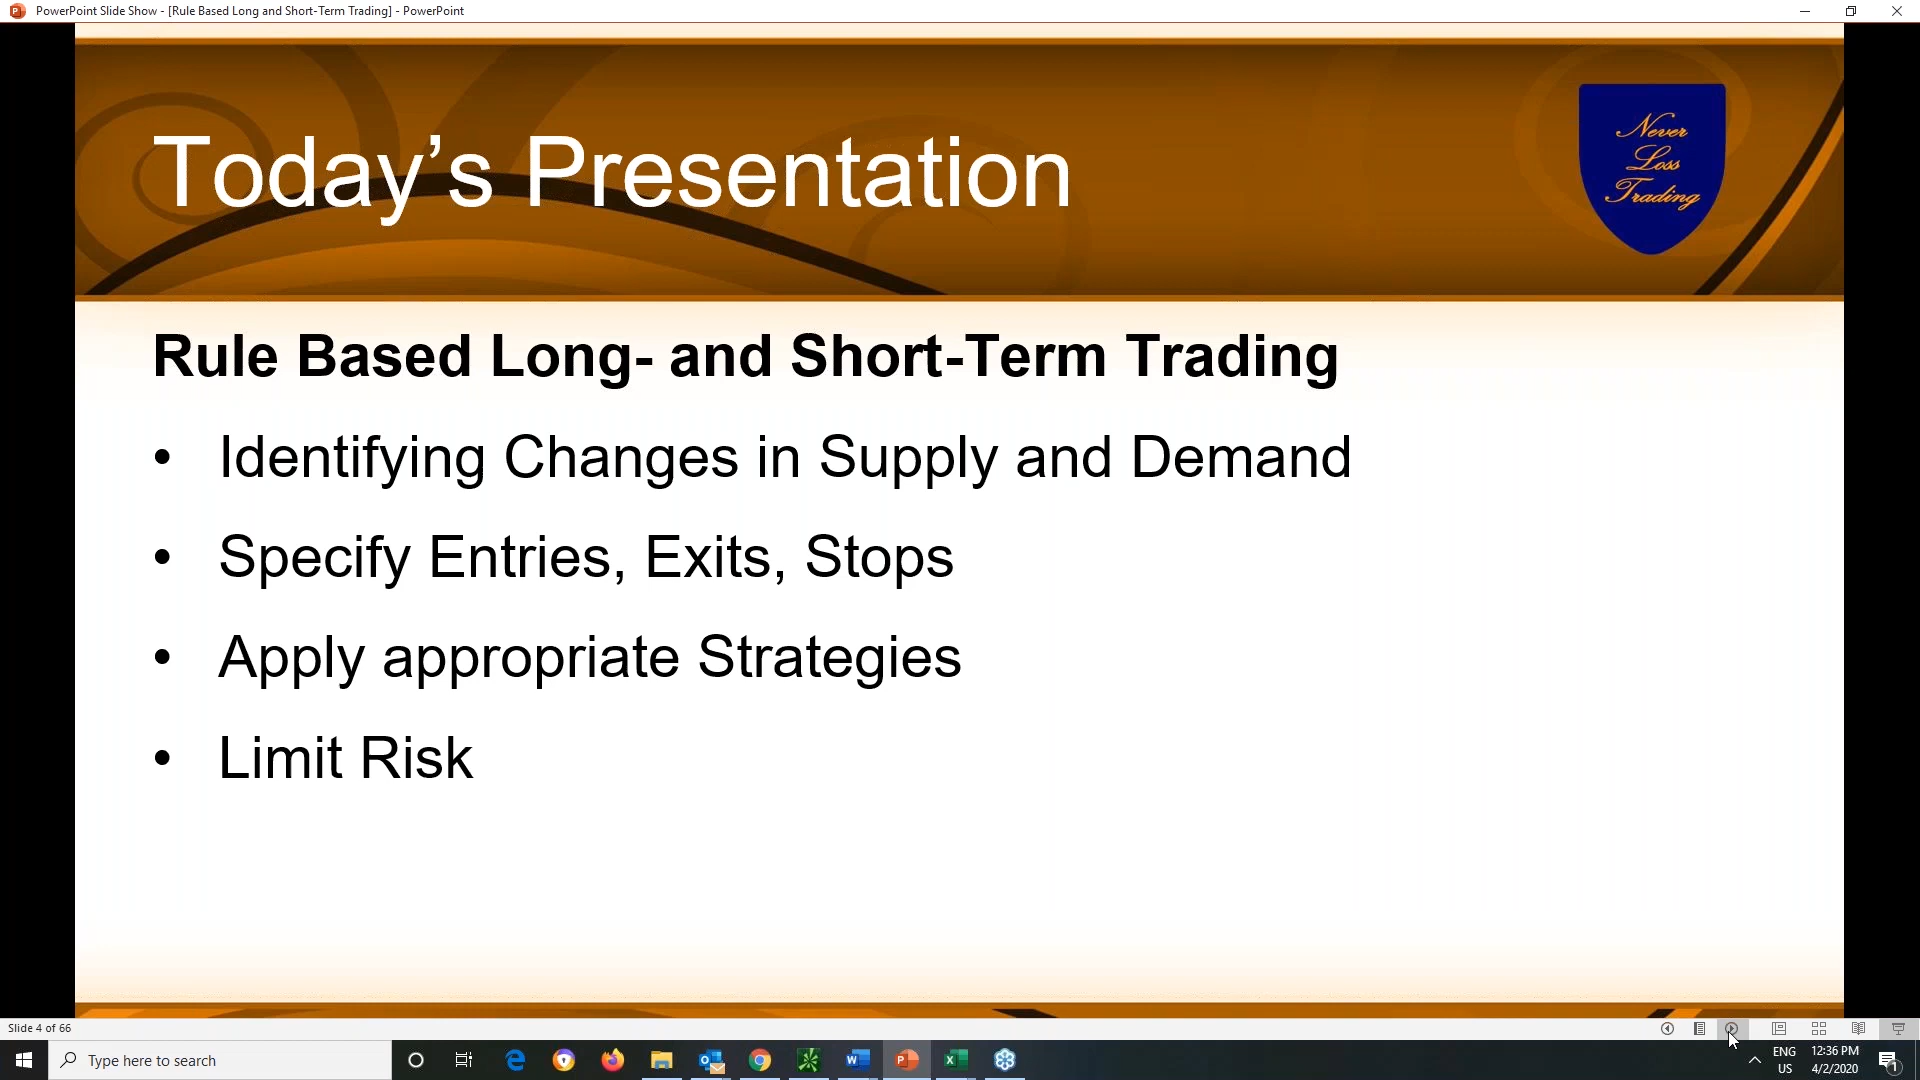 PowerPoint Slide Show - [Rule Based Long and Short-Term Trading] - PowerPoint
Today’s Presentation
Never
Loss
Trading
Rule Based Long- and Short-Term Trading
• Identifying Changes in Supply and Demand
• Specify Entries, Exits, Stops
• Apply appropriate Strategies
• Limit Risk
Slide 4 of 66
Type here to search
ENG
US
12:36 PM
4/2/2020
1